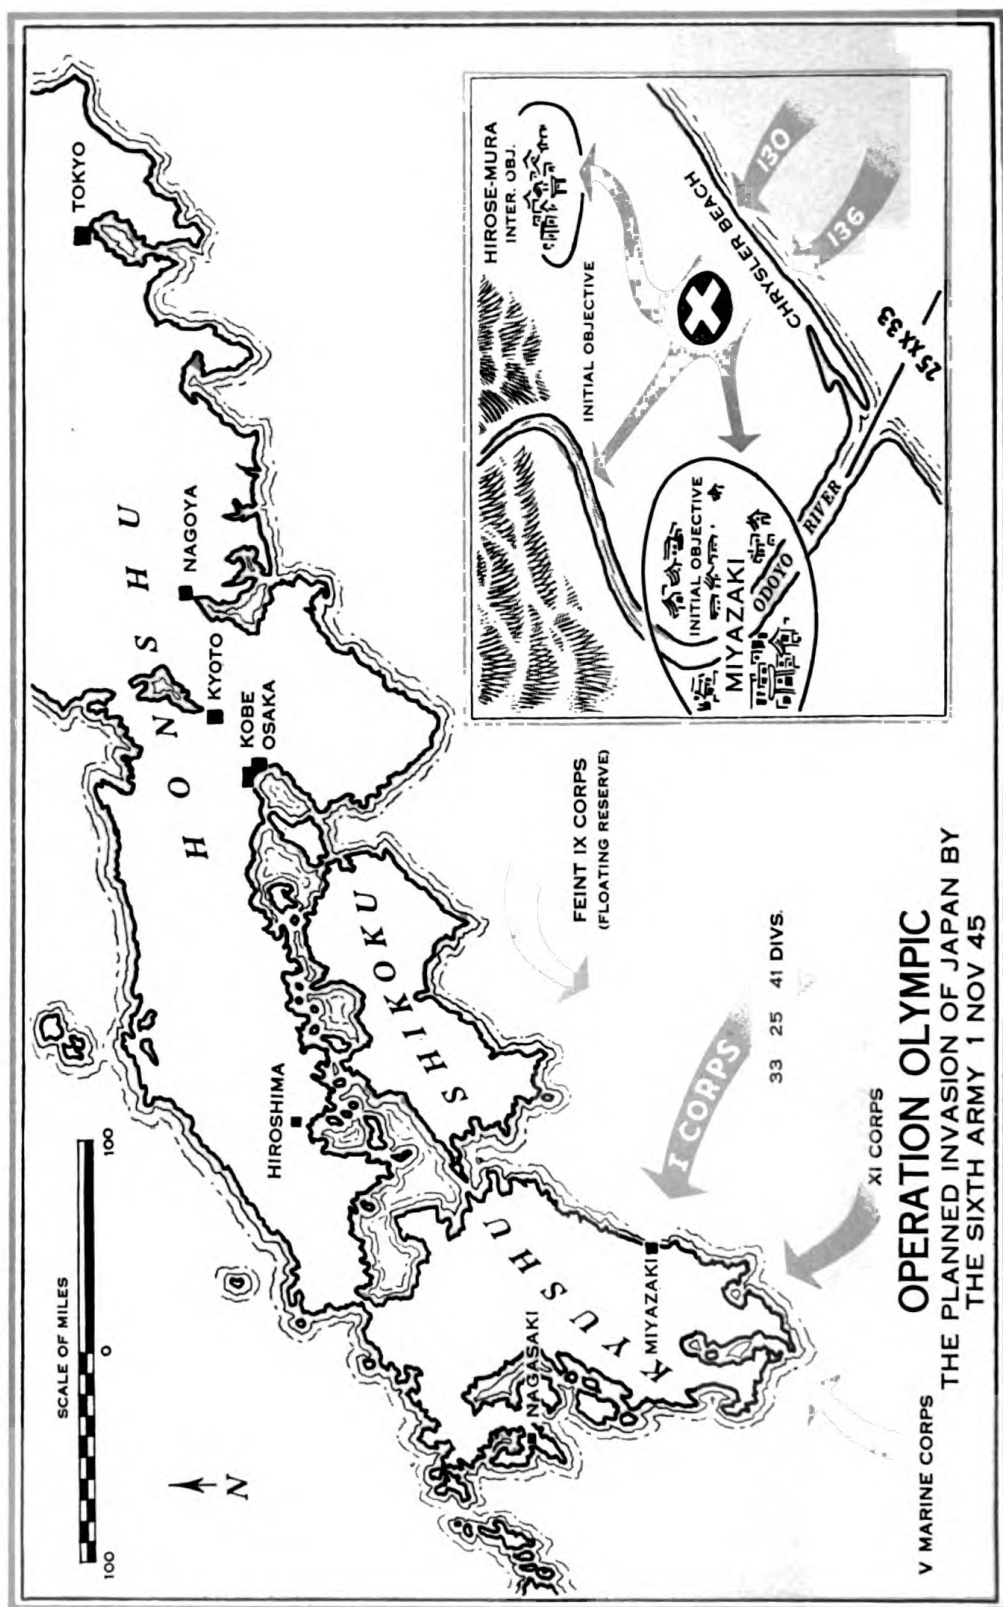 SCALE OF MILES
100 0 100
N
HONSHU
TOKYO
NAGOYA
KYOTO
KOBE
OSAKA
HIROSHIMA
SHIKOKU
KYUSHU
NAGASAKI
MIYAZAKI
FEINT IX CORPS
(FLOATING RESERVE)
I CORPS
33 25 41 DIVS.
XI CORPS
V MARINE CORPS
HIROSE-MURA
INTER. OBJ.
INITIAL OBJECTIVE
CHRYSLER BEACH
130
136
INITIAL OBJECTIVE
MIYAZAKI
ODOYO RIVER
25 XX 33
OPERATION OLYMPIC
THE PLANNED INVASION OF JAPAN BY
THE SIXTH ARMY 1 NOV 45